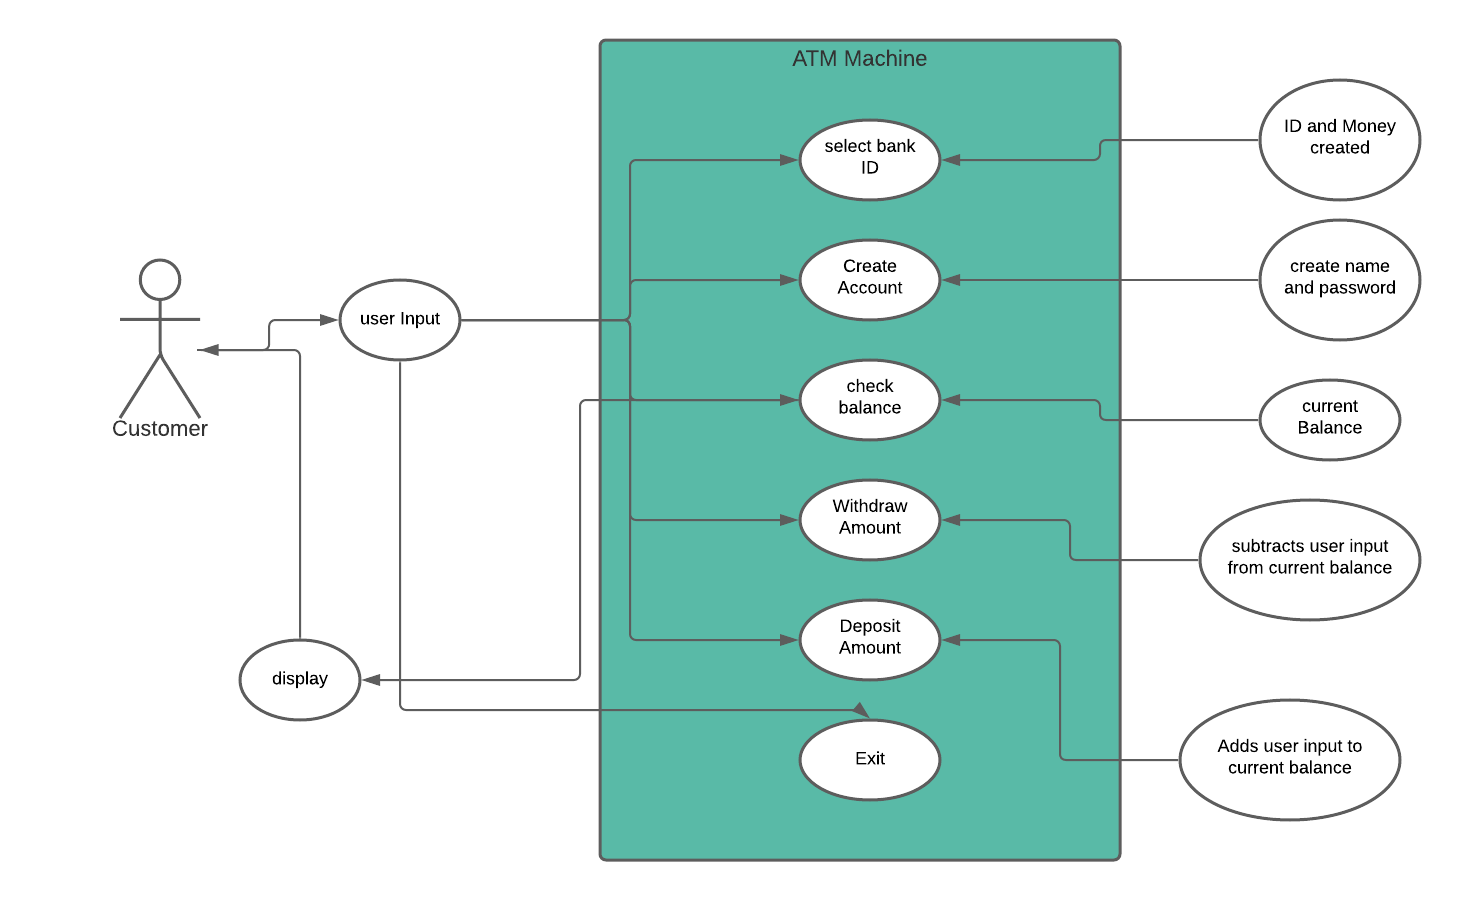 ATM Machine
select bank
ID
ID and Money
created
Create
Account
create name
and password
user Input
Customer
check
balance
current
Balance
Withdraw
Amount
subtracts user input
from current balance
Deposit
Amount
display
Exit
Adds user input to
current balance